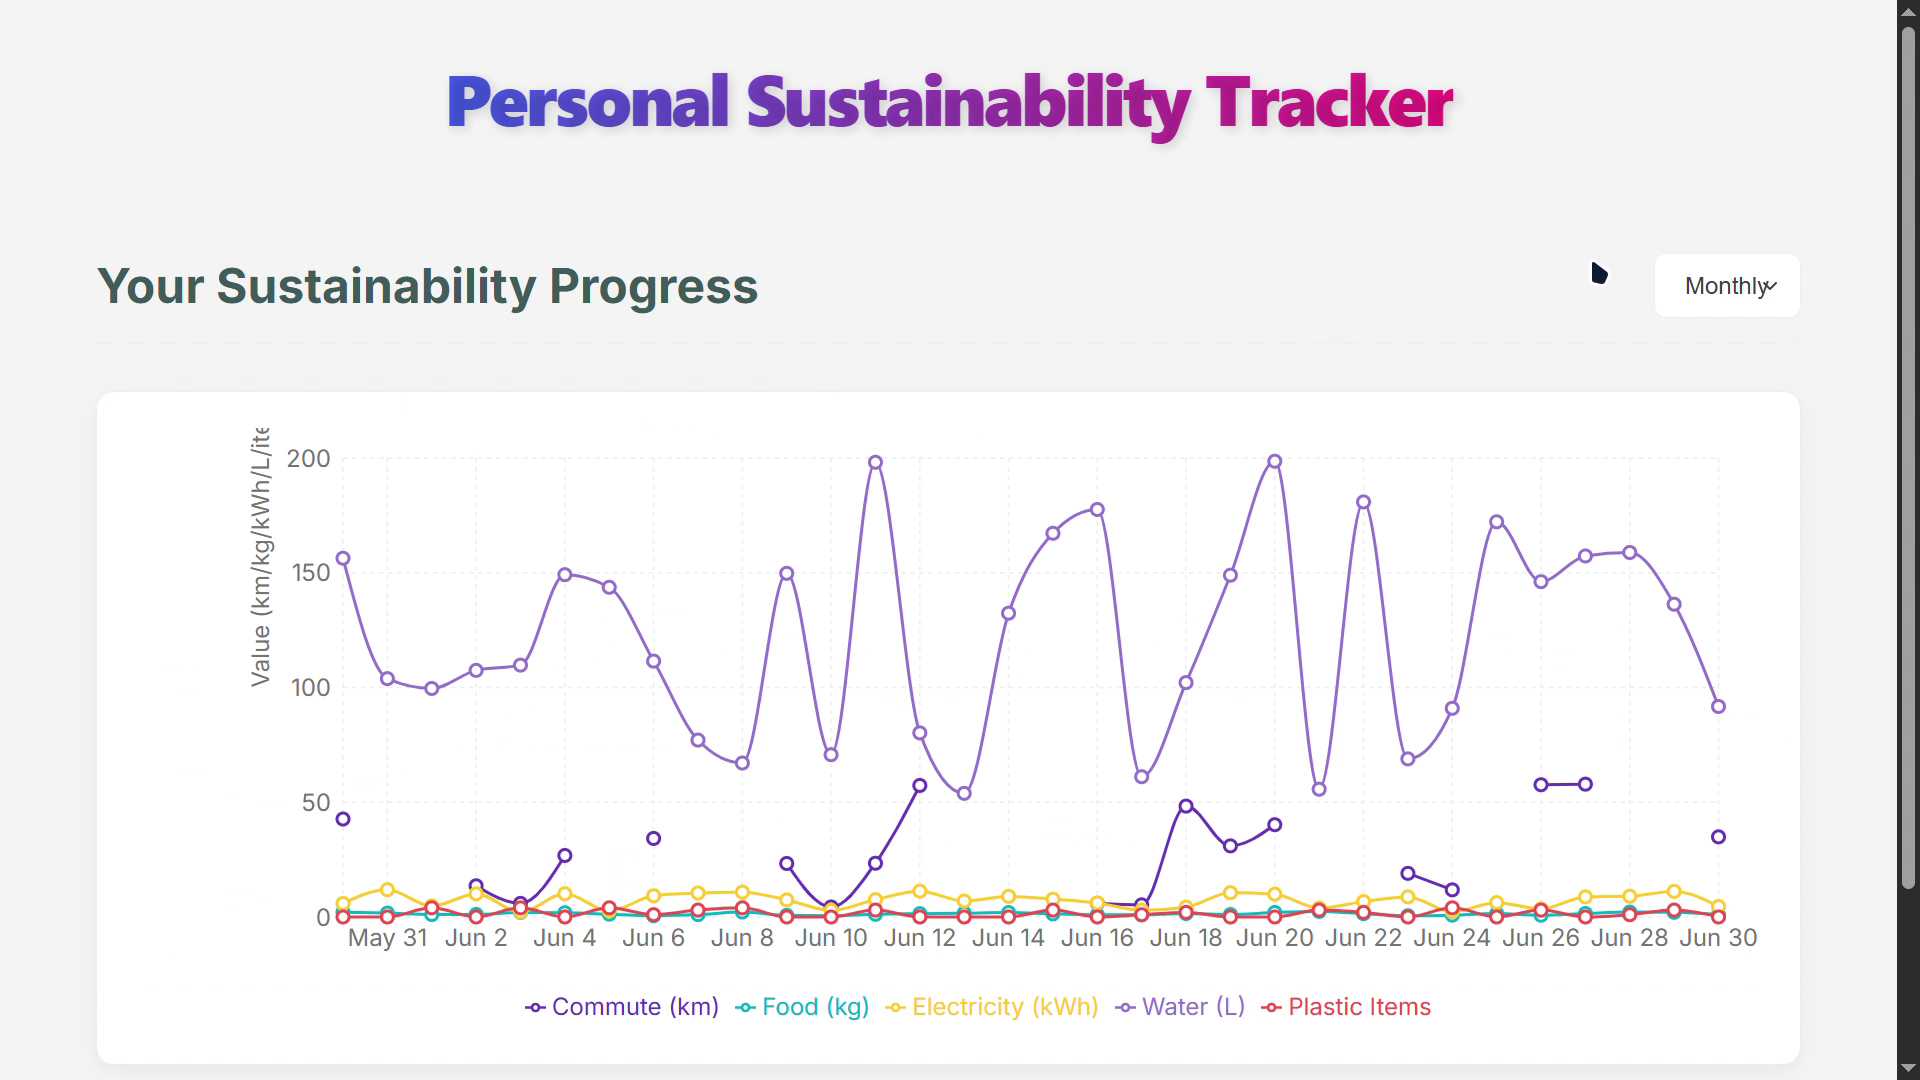 Personal Sustainability Tracker
Your Sustainability Progress
Monthly
Value (km/kg/kWh/L/ite
200
150
100
50
0
May 31 Jun 2 Jun 4 Jun 6 Jun 8 Jun 10 Jun 12 Jun 14 Jun 16 Jun 18 Jun 20 Jun 22 Jun 24 Jun 26 Jun 28 Jun 30
Commute (km) Food (kg) Electricity (kWh) Water (L) Plastic Items